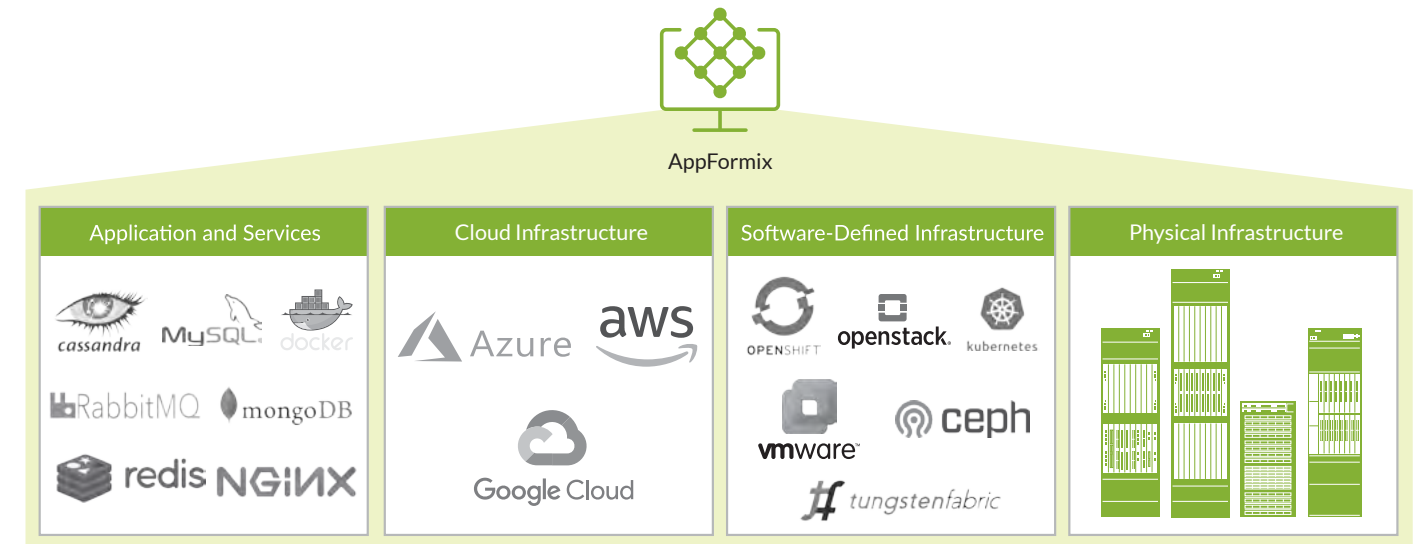 AppFormix
Application and Services
cassandra
MySQL®
docker
RabbitMQ
mongoDB
redis
NGiNX
Cloud Infrastructure
Azure
aws
Google Cloud
Software-Defined Infrastructure
OPENSHIFT
openstack®
kubernetes
vmware™
ceph
tungstenfabric
Physical Infrastructure